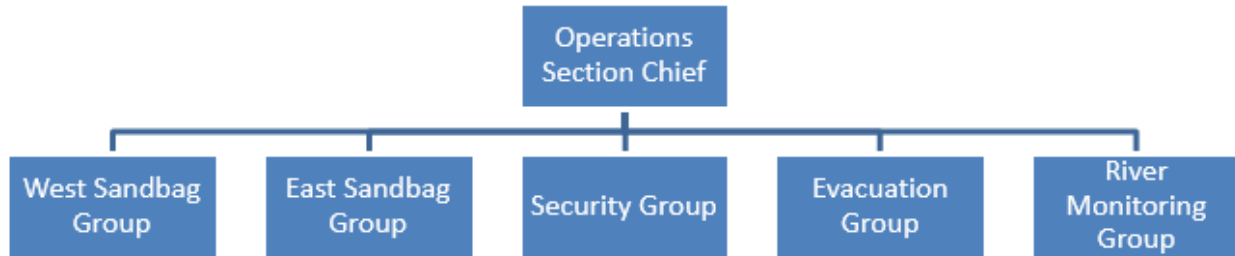 Operations
Section Chief
West Sandbag
Group
East Sandbag
Group
Security Group
Evacuation
Group
River
Monitoring
Group